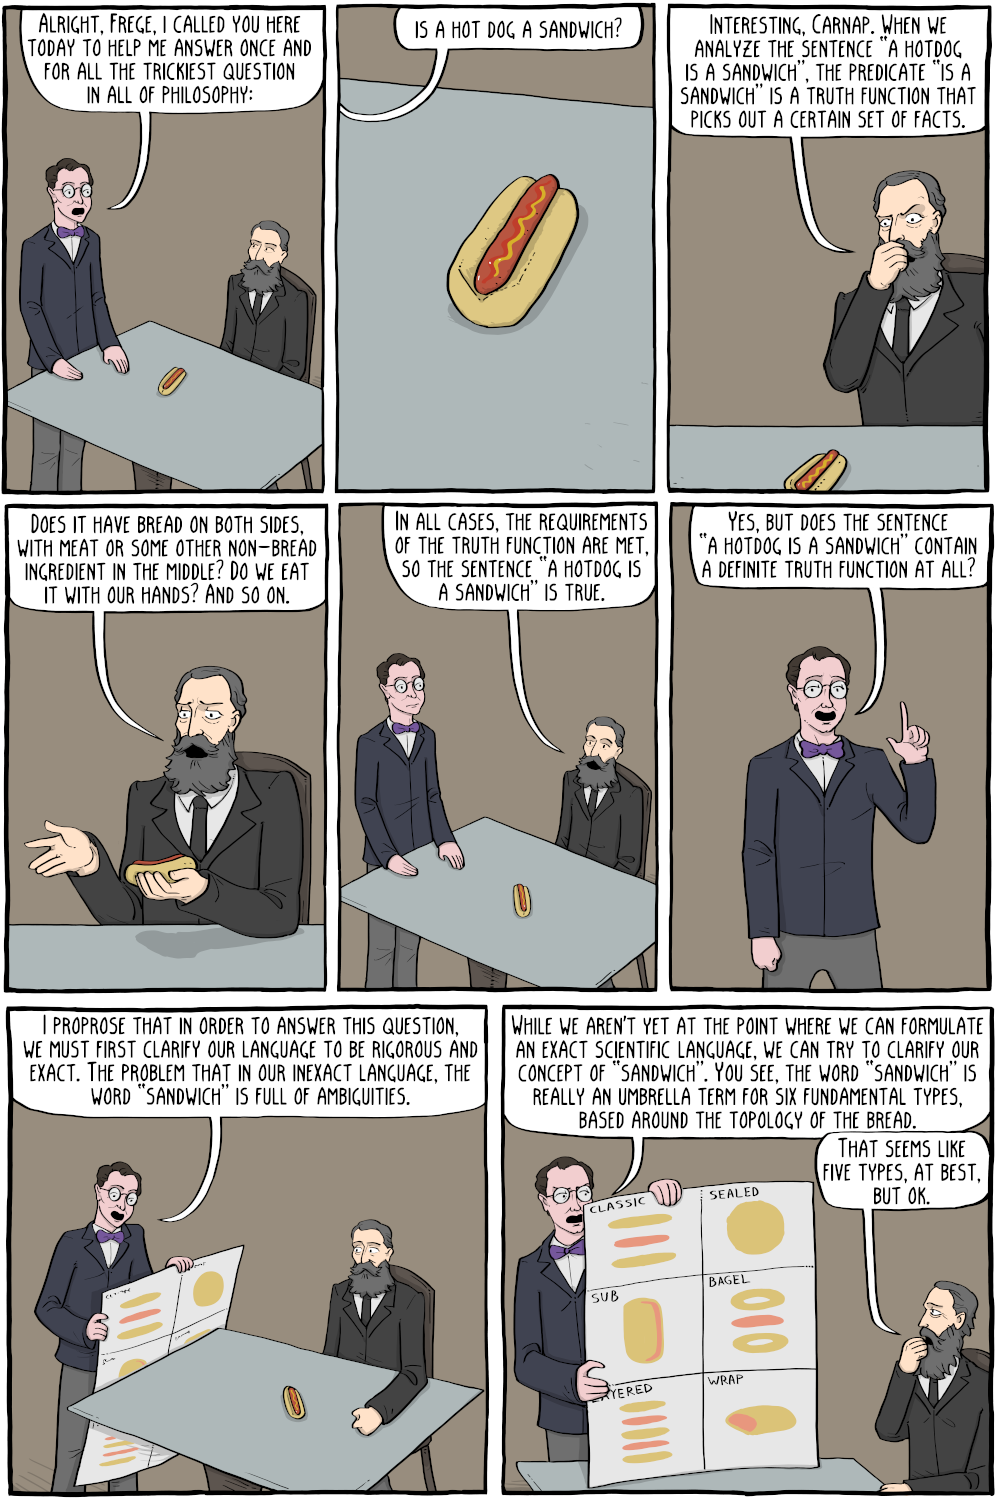 ALRIGHT, FREGE, I CALLED YOU HERE
TODAY TO HELP ME ANSWER ONCE AND
FOR ALL THE TRICKIEST QUESTION
IN ALL OF PHILOSOPHY:
IS A HOT DOG A SANDWICH?
INTERESTING, CARNAP. WHEN WE
ANALYZE THE SENTENCE "A HOTDOG
IS A SANDWICH", THE PREDICATE "IS A
SANDWICH" IS A TRUTH FUNCTION THAT
PICKS OUT A CERTAIN SET OF FACTS.
DOES IT HAVE BREAD ON BOTH SIDES,
WITH MEAT OR SOME OTHER NON-BREAD
INGREDIENT IN THE MIDDLE? DO WE EAT
IT WITH OUR HANDS? AND SO ON.
IN ALL CASES, THE REQUIREMENTS
OF THE TRUTH FUNCTION ARE MET,
SO THE SENTENCE "A HOTDOG IS
A SANDWICH" IS TRUE.
YES, BUT DOES THE SENTENCE
"A HOTDOG IS A SANDWICH" CONTAIN
A DEFINITE TRUTH FUNCTION AT ALL?
I PROPROSE THAT IN ORDER TO ANSWER THIS QUESTION,
WE MUST FIRST CLARIFY OUR LANGUAGE TO BE RIGOROUS AND
EXACT. THE PROBLEM THAT IN OUR INEXACT LANGUAGE, THE
WORD "SANDWICH" IS FULL OF AMBIGUITIES.
WHILE WE AREN'T YET AT THE POINT WHERE WE CAN FORMULATE
AN EXACT SCIENTIFIC LANGUAGE, WE CAN TRY TO CLARIFY OUR
CONCEPT OF "SANDWICH". YOU SEE, THE WORD "SANDWICH" IS
REALLY AN UMBRELLA TERM FOR SIX FUNDAMENTAL TYPES,
BASED AROUND THE TOPOLOGY OF THE BREAD.
THAT SEEMS LIKE
FIVE TYPES, AT BEST,
BUT OK.
CLASSIC
SEALED
SUB
BAGEL
LAYERED
WRAP